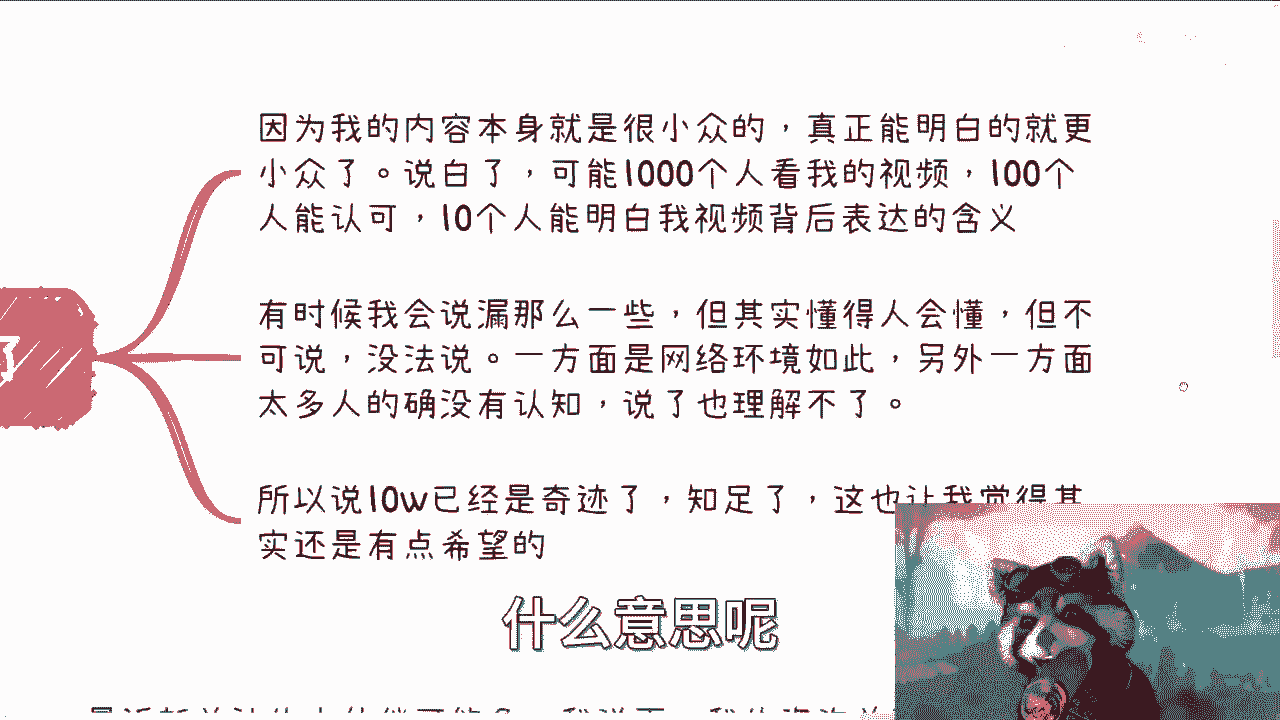 了
因为我的内容本身就是很小众的，真正能明白的就更
小众了。说白了，可能1000个人看我的视频，100个
人能认可，10个人能明白我视频背后表达的含义
有时候我会说漏那么一些，但其实懂得人会懂，但不
可说，没法说。一方面是网络环境如此，另外一方面
太多人的确没有认知，说了也理解不了。
所以说10w已经是奇迹了，知足了，这也让我觉得其
实还是有点希望的
什么意思呢